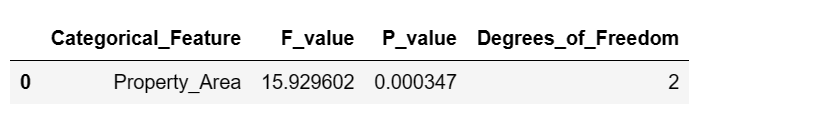 Categorical_Feature F_value P_value Degrees_of_Freedom
0 Property_Area 15.929602 0.000347 2